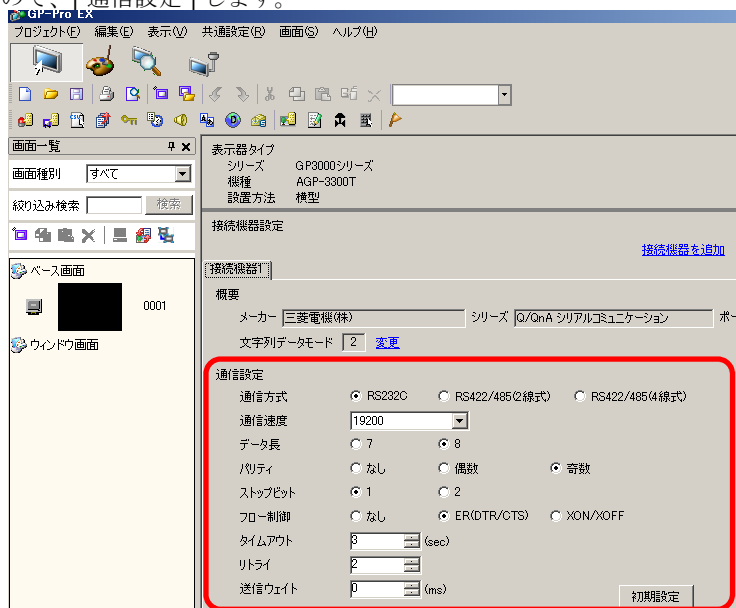 ので、「通信設定」します。
GP-Pro EX
プロジェクト(F) 編集(E) 表示(V) 共通設定(R) 画面(S) ヘルプ(H)
画面一覧
画面種別 すべて
絞り込み検索 検索
ベース画面
0001
ウィンドウ画面
表示器タイプ
シリーズ GP3000シリーズ
機種 AGP-3300T
設置方法 横型
接続機器設定
接続機器を追加
接続機器1
概要
メーカー 三菱電機(株) シリーズ Q/QnA シリアルコミュニケーション ポー
文字列データモード 2 変更
通信設定
通信方式 RS232C RS422/485(2線式) RS422/485(4線式)
通信速度 19200
データ長 7 8
パリティ なし 偶数 奇数
ストップビット 1 2
フロー制御 なし ER(DTR/CTS) XON/XOFF
タイムアウト 3 (sec)
リトライ 2
送信ウェイト 0 (ms)
初期設定